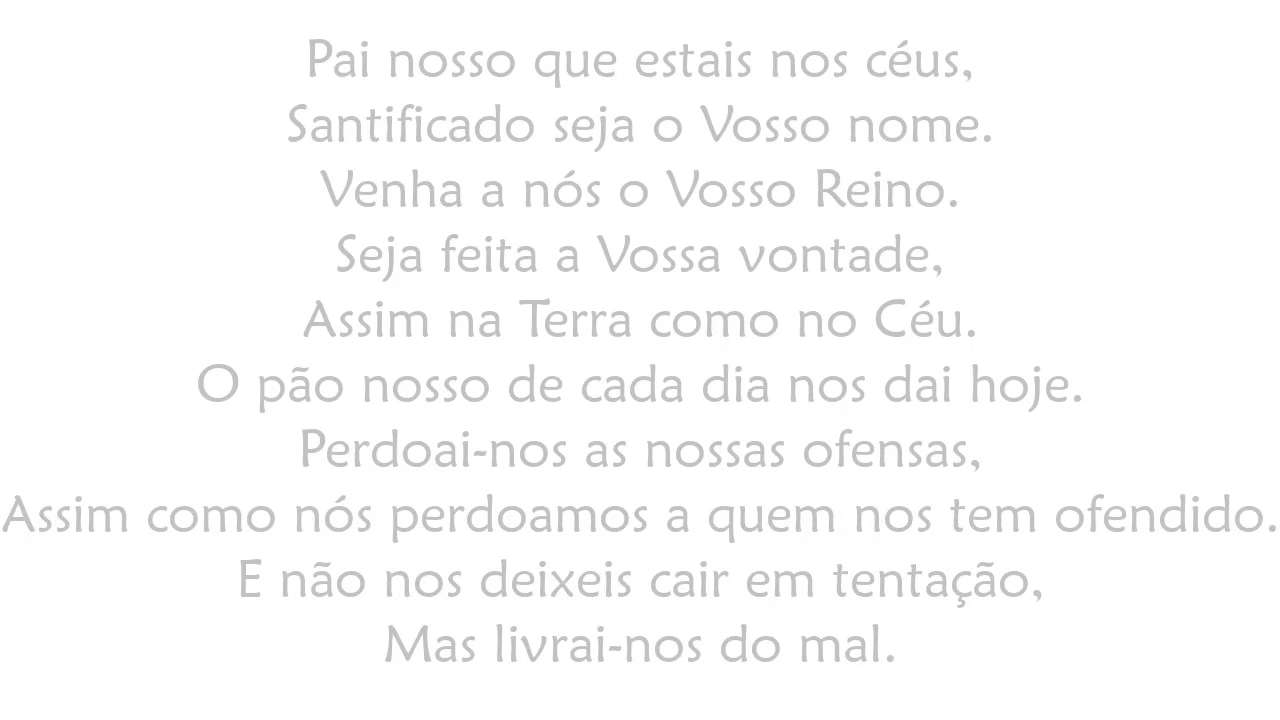 Pai nosso que estais nos céus,
Santificado seja o Vosso nome.
Venha a nós o Vosso Reino.
Seja feita a Vossa vontade,
Assim na Terra como no Céu.
O pão nosso de cada dia nos dai hoje.
Perdoai-nos as nossas ofensas,
Assim como nós perdoamos a quem nos tem ofendido.
E não nos deixeis cair em tentação,
Mas livrai-nos do mal.